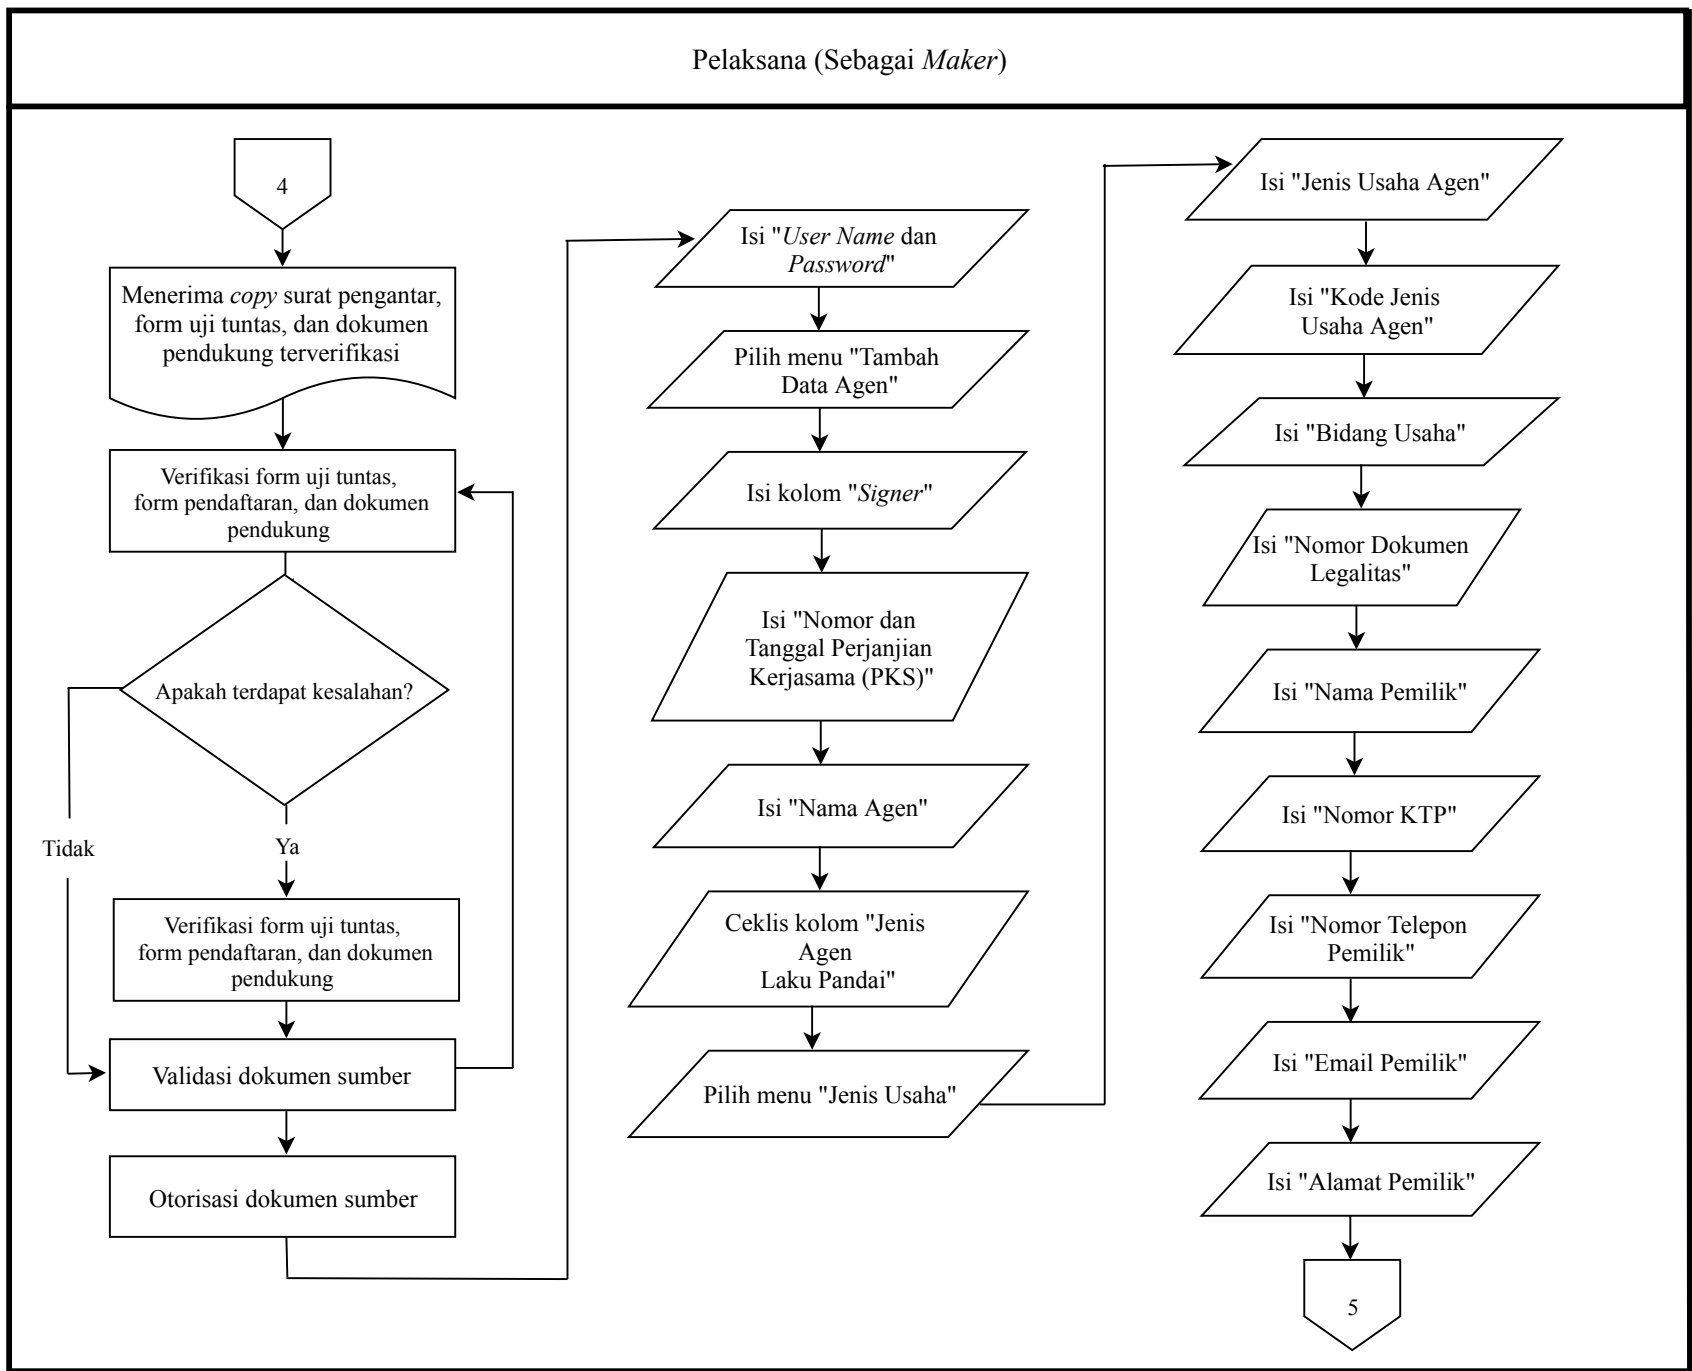 Pelaksana (Sebagai Maker)
4
Menerima copy surat pengantar,
form uji tuntas, dan dokumen
pendukung terverifikasi
Verifikasi form uji tuntas,
form pendaftaran, dan dokumen
pendukung
Apakah terdapat kesalahan?
Tidak
Ya
Verifikasi form uji tuntas,
form pendaftaran, dan dokumen
pendukung
Validasi dokumen sumber
Otorisasi dokumen sumber
Isi "User Name dan
Password"
Pilih menu "Tambah
Data Agen"
Isi kolom "Signer"
Isi "Nomor dan
Tanggal Perjanjian
Kerjasama (PKS)"
Isi "Nama Agen"
Ceklis kolom "Jenis
Agen
Laku Pandai"
Pilih menu "Jenis Usaha"
Isi "Jenis Usaha Agen"
Isi "Kode Jenis
Usaha Agen"
Isi "Bidang Usaha"
Isi "Nomor Dokumen
Legalitas"
Isi "Nama Pemilik"
Isi "Nomor KTP"
Isi "Nomor Telepon
Pemilik"
Isi "Email Pemilik"
Isi "Alamat Pemilik"
5